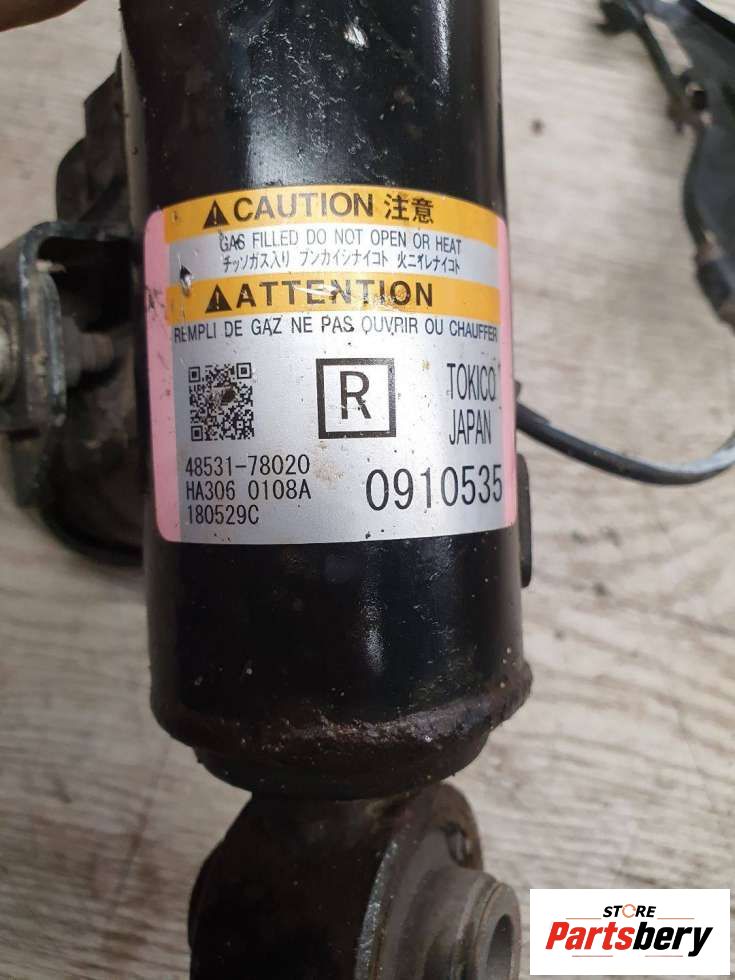 ⚠ CAUTION 注意
GAS FILLED DO NOT OPEN OR HEAT
チッソガス入り ブンカイシナイコト 火ニイレナイコト
⚠ ATTENTION
REMPLI DE GAZ NE PAS OUVRIR OU CHAUFFER
R
TOKICO
JAPAN
48531-78020
HA306 0108A
180529C
0910535
STORE
Partsbery